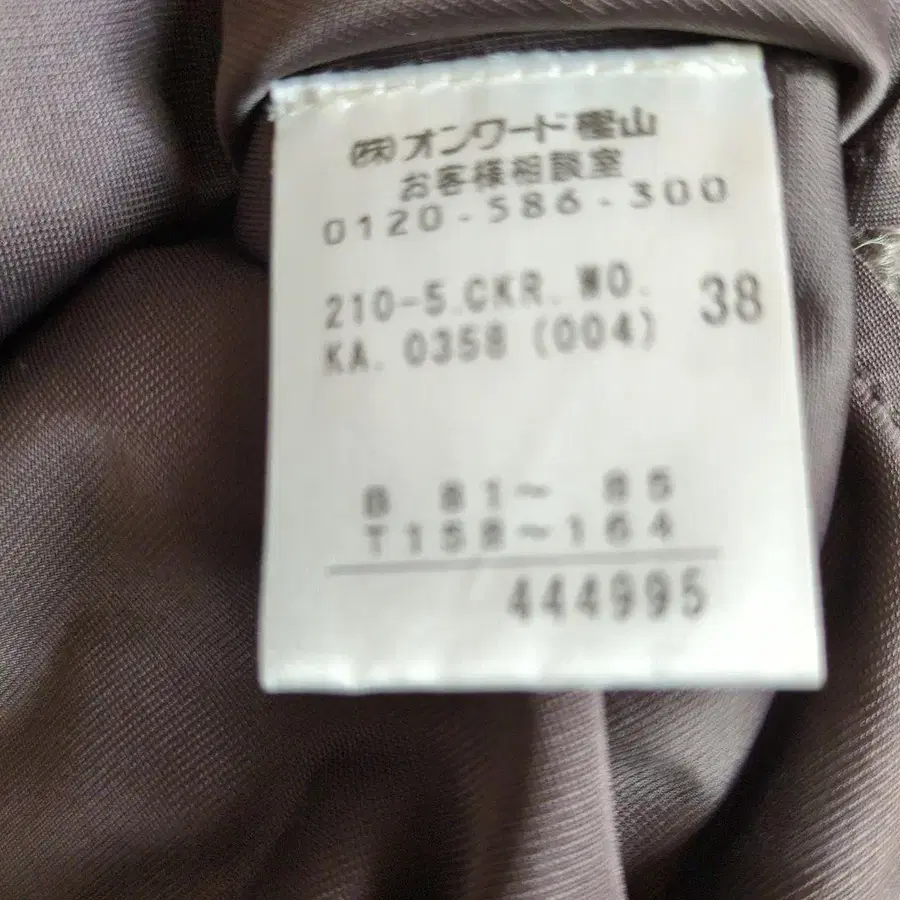 ㈱オンワード樫山
お客様相談室
0120-586-300
210-5.CKR.WO. 38
KA.0358 (004)
B 81~ 85
T158~164
444995